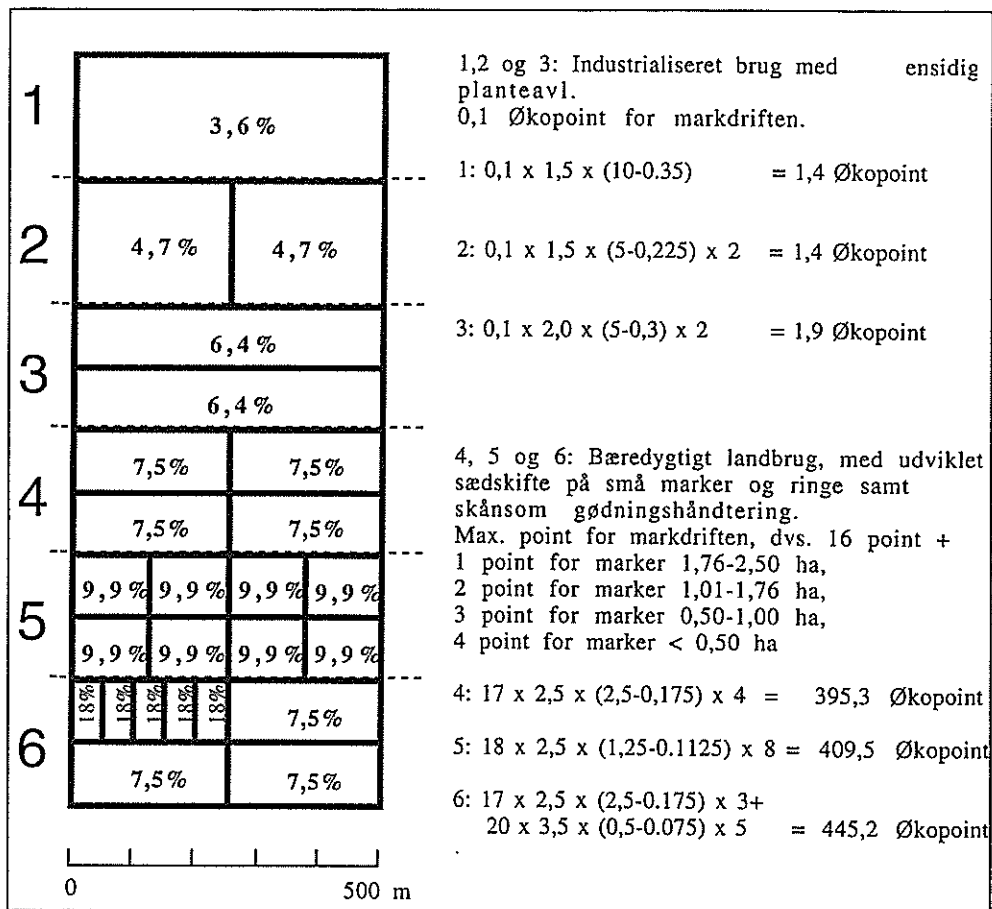 1
3,6%
2
4,7% 4,7%
3
6,4%
6,4%
4
7,5% 7,5%
7,5% 7,5%
5
9,9% 9,9% 9,9% 9,9%
9,9% 9,9% 9,9% 9,9%
6
18% 18% 18% 18% 18% 7,5%
7,5% 7,5%
0 500 m
1,2 og 3: Industrialiseret brug med ensidig
planteavl.
0,1 Økopoint for markdriften.
1: 0,1 x 1,5 x (10-0.35) = 1,4 Økopoint
2: 0,1 x 1,5 x (5-0,225) x 2 = 1,4 Økopoint
3: 0,1 x 2,0 x (5-0,3) x 2 = 1,9 Økopoint
4, 5 og 6: Bæredygtigt landbrug, med udviklet
sædskifte på små marker og ringe samt
skånsom gødningshåndtering.
Max. point for markdriften, dvs. 16 point +
1 point for marker 1,76-2,50 ha,
2 point for marker 1,01-1,76 ha,
3 point for marker 0,50-1,00 ha,
4 point for marker < 0,50 ha
4: 17 x 2,5 x (2,5-0,175) x 4 = 395,3 Økopoint
5: 18 x 2,5 x (1,25-0.1125) x 8 = 409,5 Økopoint
6: 17 x 2,5 x (2,5-0.175) x 3+
20 x 3,5 x (0,5-0.075) x 5 = 445,2 Økopoint